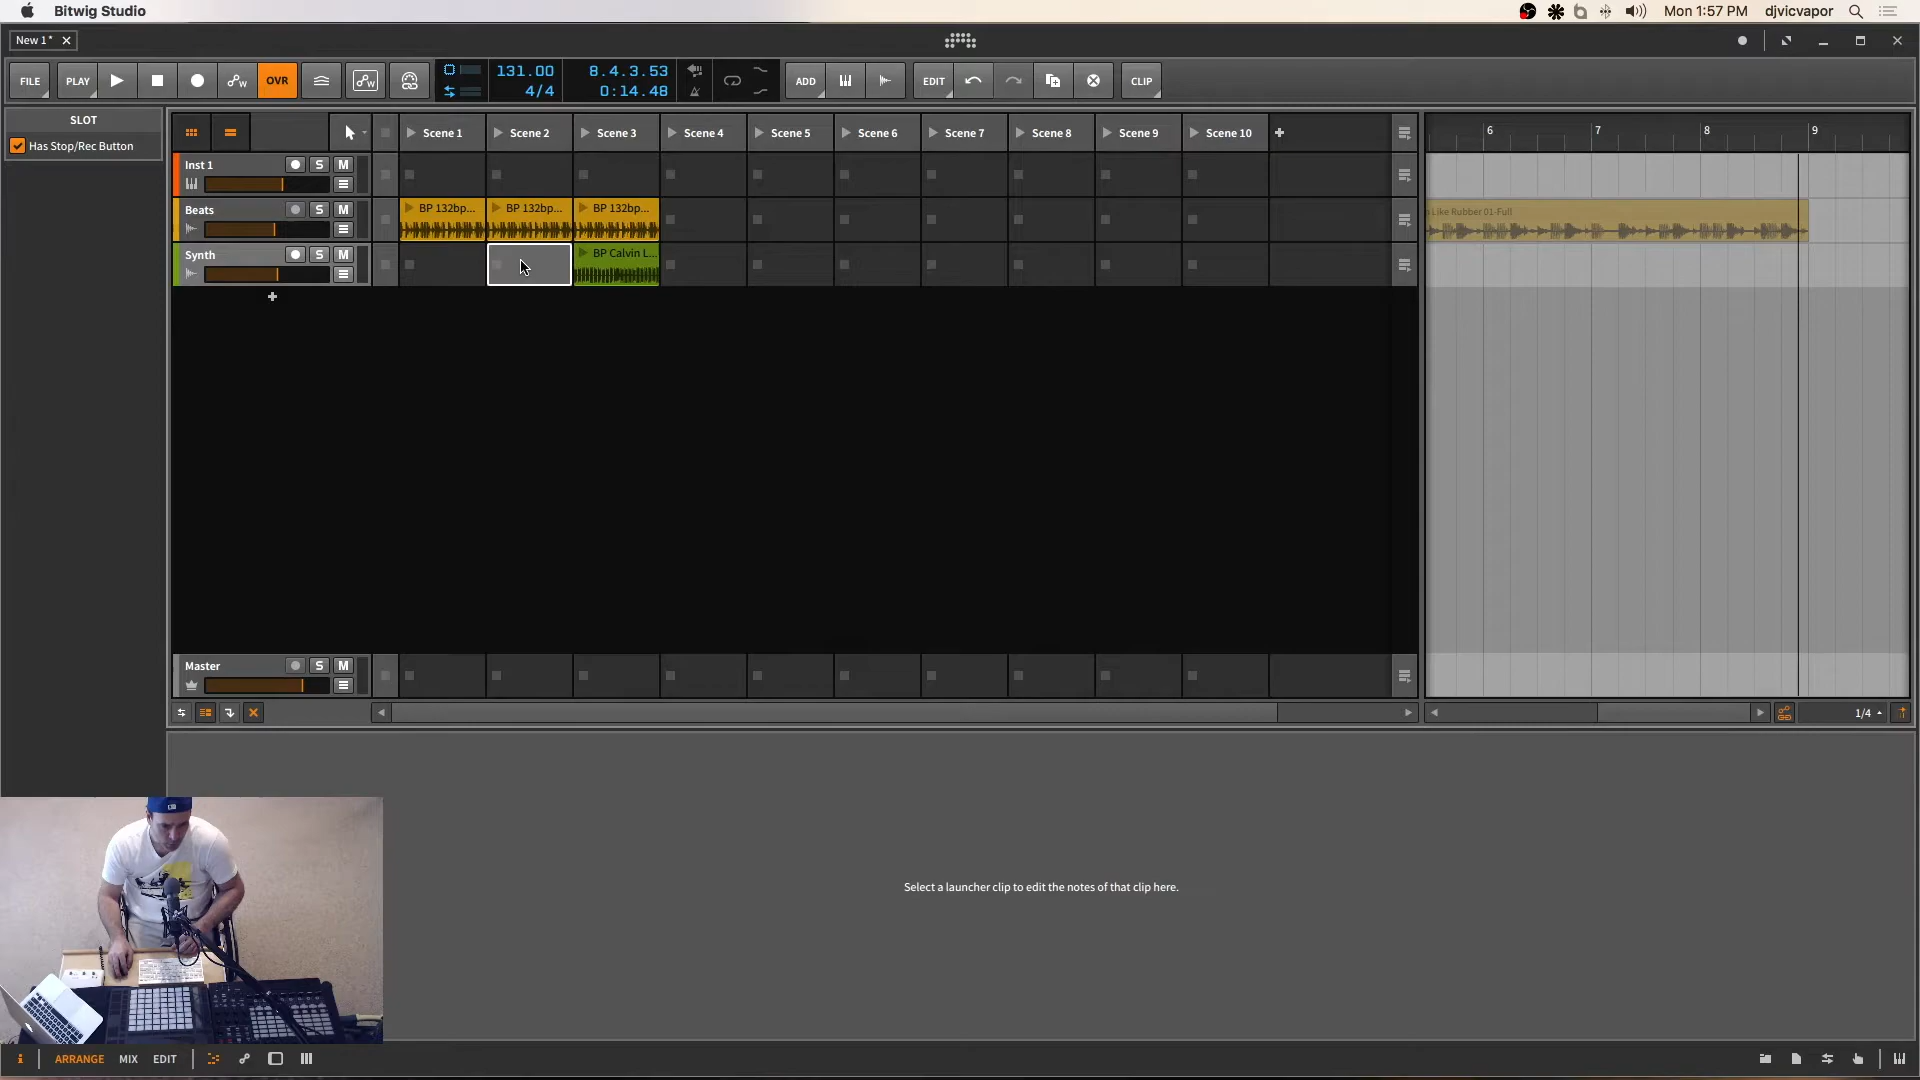 Bitwig Studio
Mon 1:57 PM djvicvapor
New 1*
FILE PLAY OVR 131.00 8.4.3.53 ADD EDIT CLIP
4/4 0:14.48
SLOT
Has Stop/Rec Button
Scene 1 Scene 2 Scene 3 Scene 4 Scene 5 Scene 6 Scene 7 Scene 8 Scene 9 Scene 10
6 7 8 9
Inst 1 S M
Beats S M
BP 132bp... BP 132bp... BP 132bp...
Like Rubber 01-Full
Synth S M
BP Calvin L...
Master S M
1/4
Select a launcher clip to edit the notes of that clip here.
ARRANGE MIX EDIT